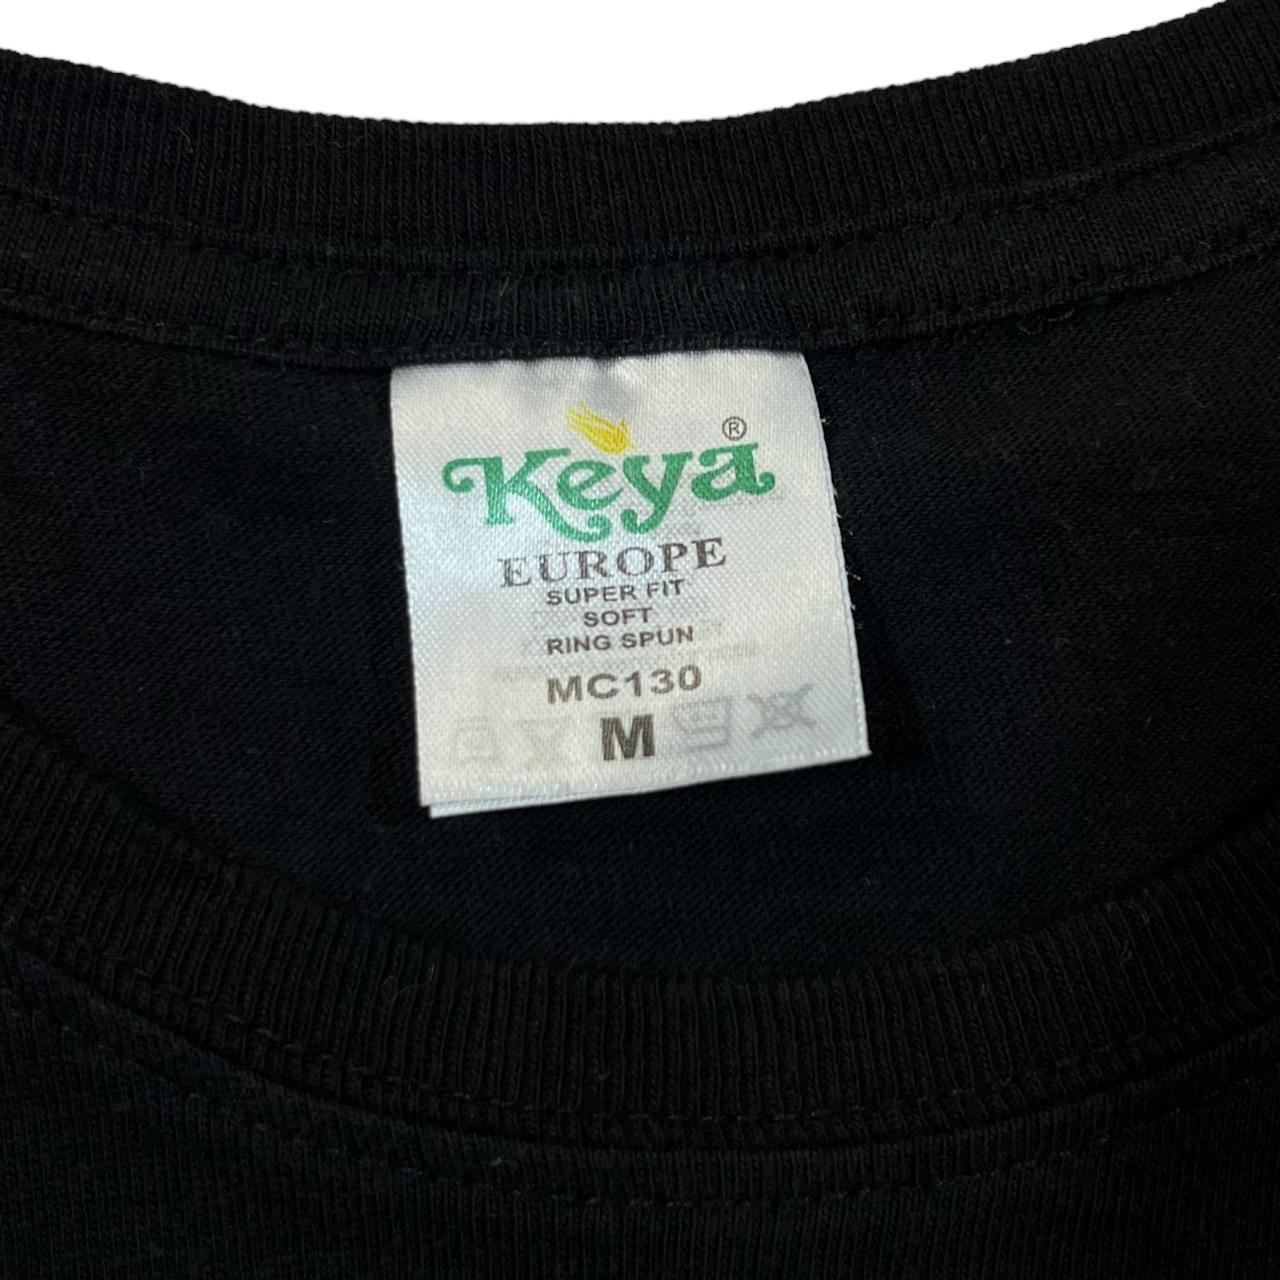 Keya®
EUROPE
SUPER FIT
SOFT
RING SPUN
MC130
M